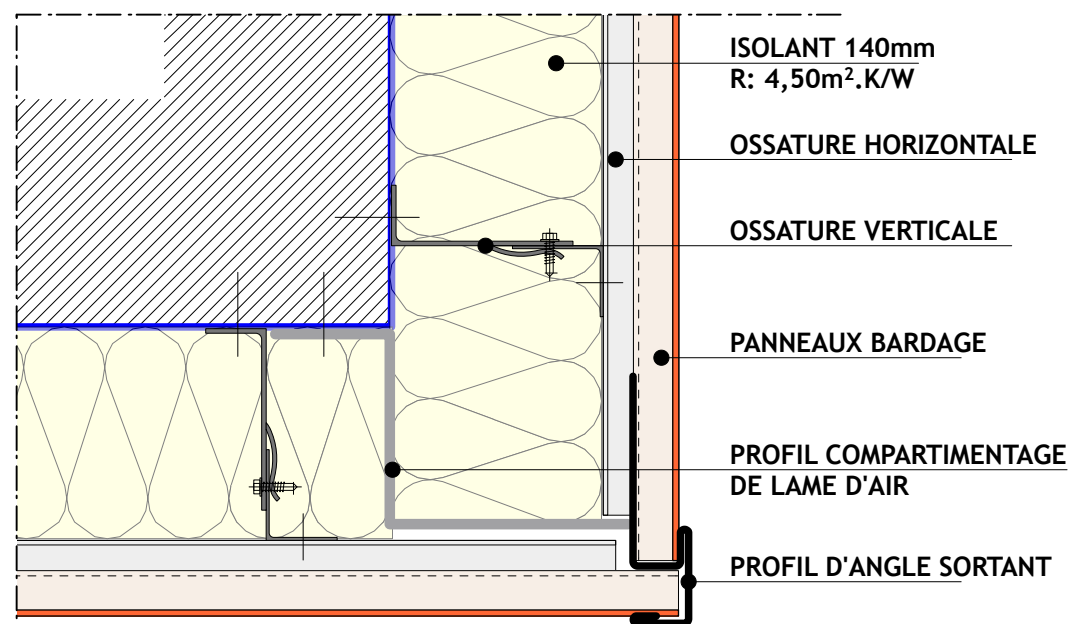 ISOLANT 140mm
R: 4,50m².K/W
OSSATURE HORIZONTALE
OSSATURE VERTICALE
PANNEAUX BARDAGE
PROFIL COMPARTIMENTAGE
DE LAME D'AIR
PROFIL D'ANGLE SORTANT